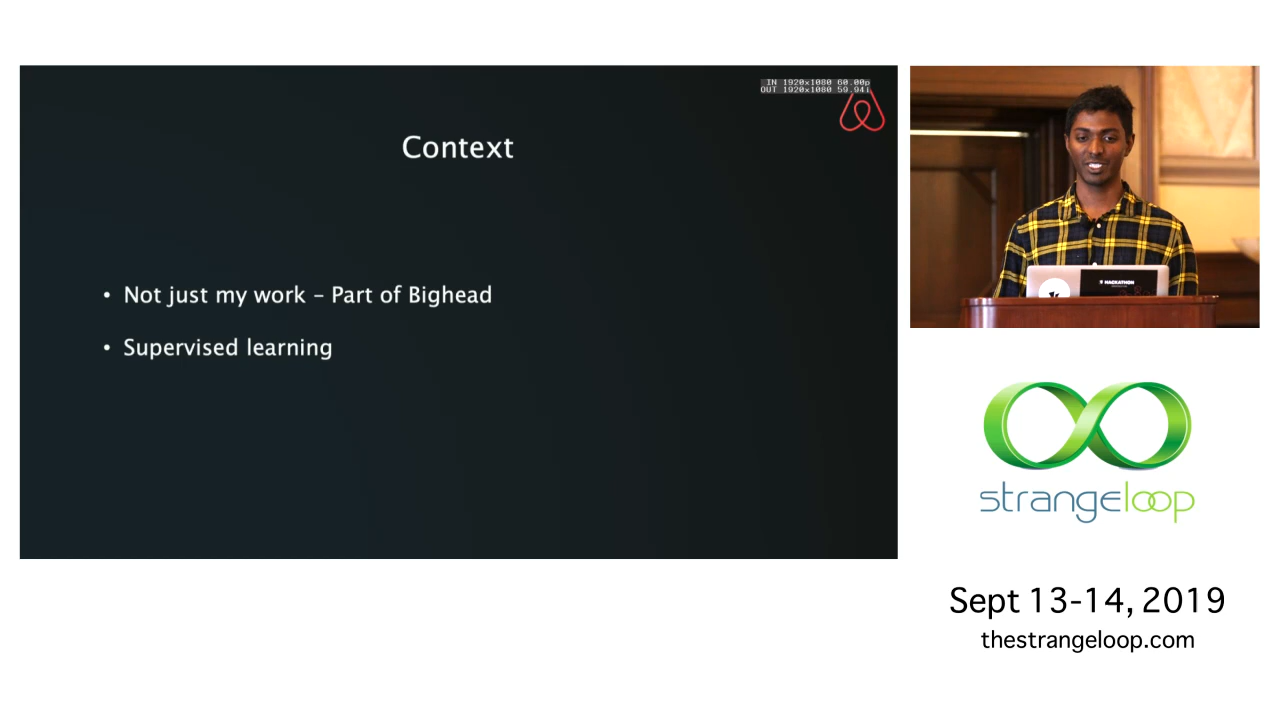 IN 1920x1080 60.00p
OUT 1920x1080 59.94i
Context
• Not just my work – Part of Bighead
• Supervised learning
HACKATHON
strangeloop
Sept 13-14, 2019
thestrangeloop.com